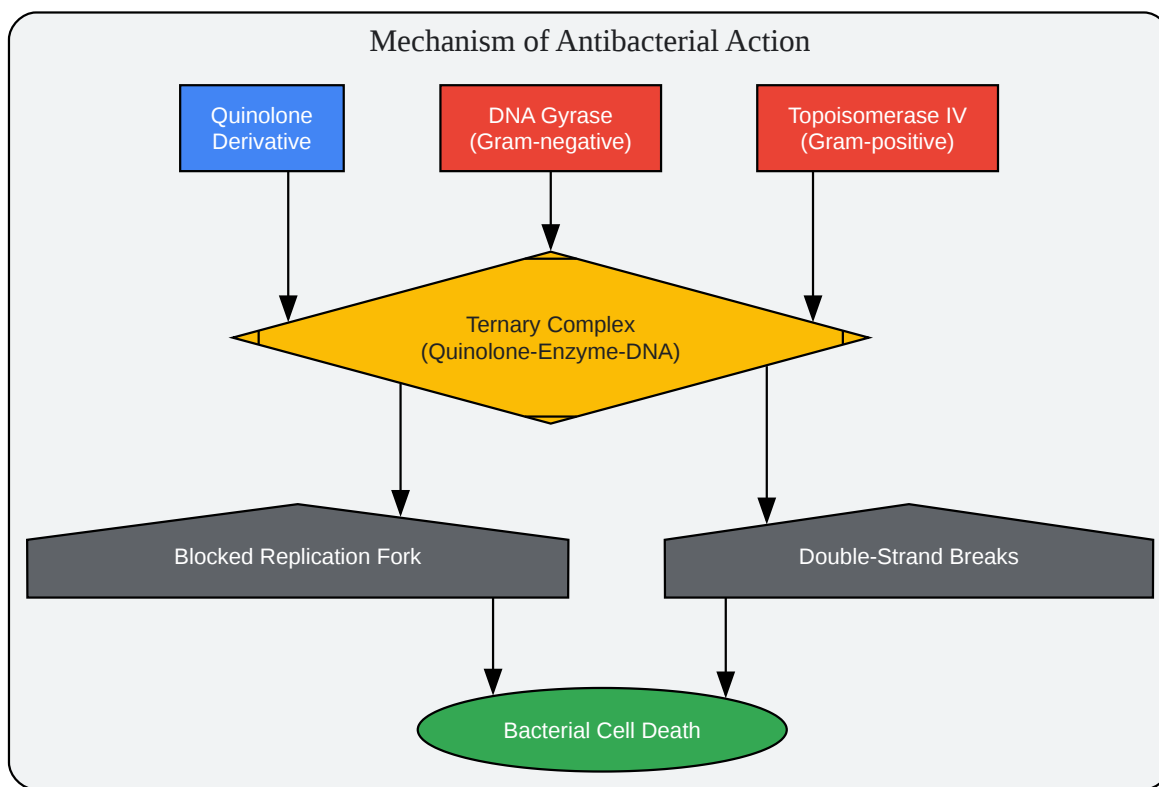 Mechanism of Antibacterial Action
Quinolone
Derivative
DNA Gyrase
(Gram-negative)
Topoisomerase IV
(Gram-positive)
Ternary Complex
(Quinolone-Enzyme-DNA)
Blocked Replication Fork
Double-Strand Breaks
Bacterial Cell Death